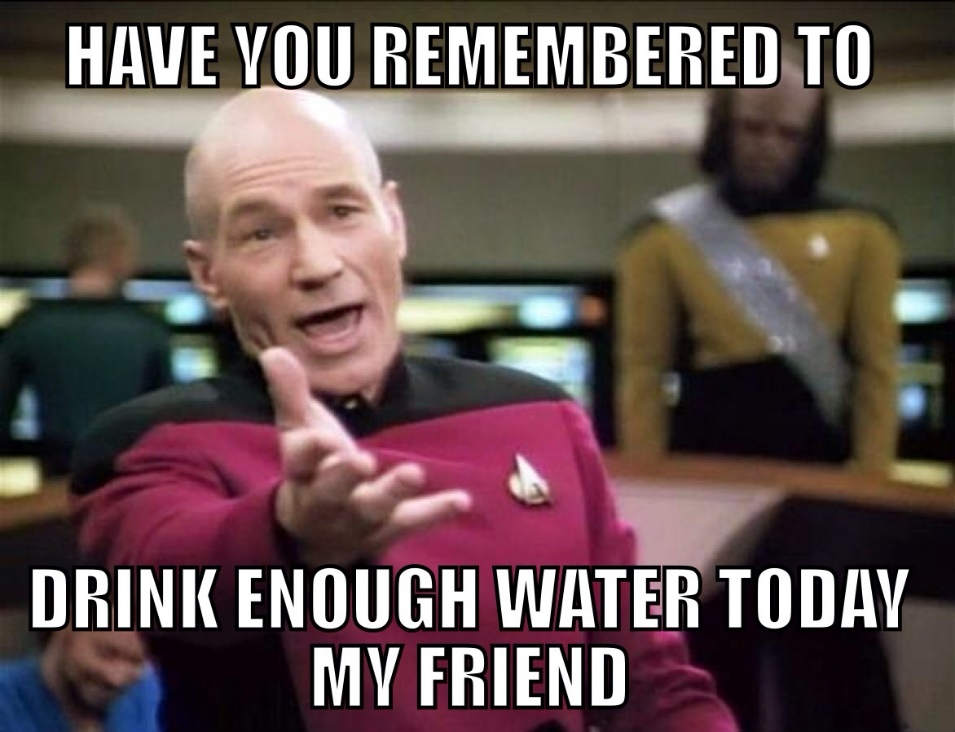 HAVE YOU REMEMBERED TO
DRINK ENOUGH WATER TODAY
MY FRIEND